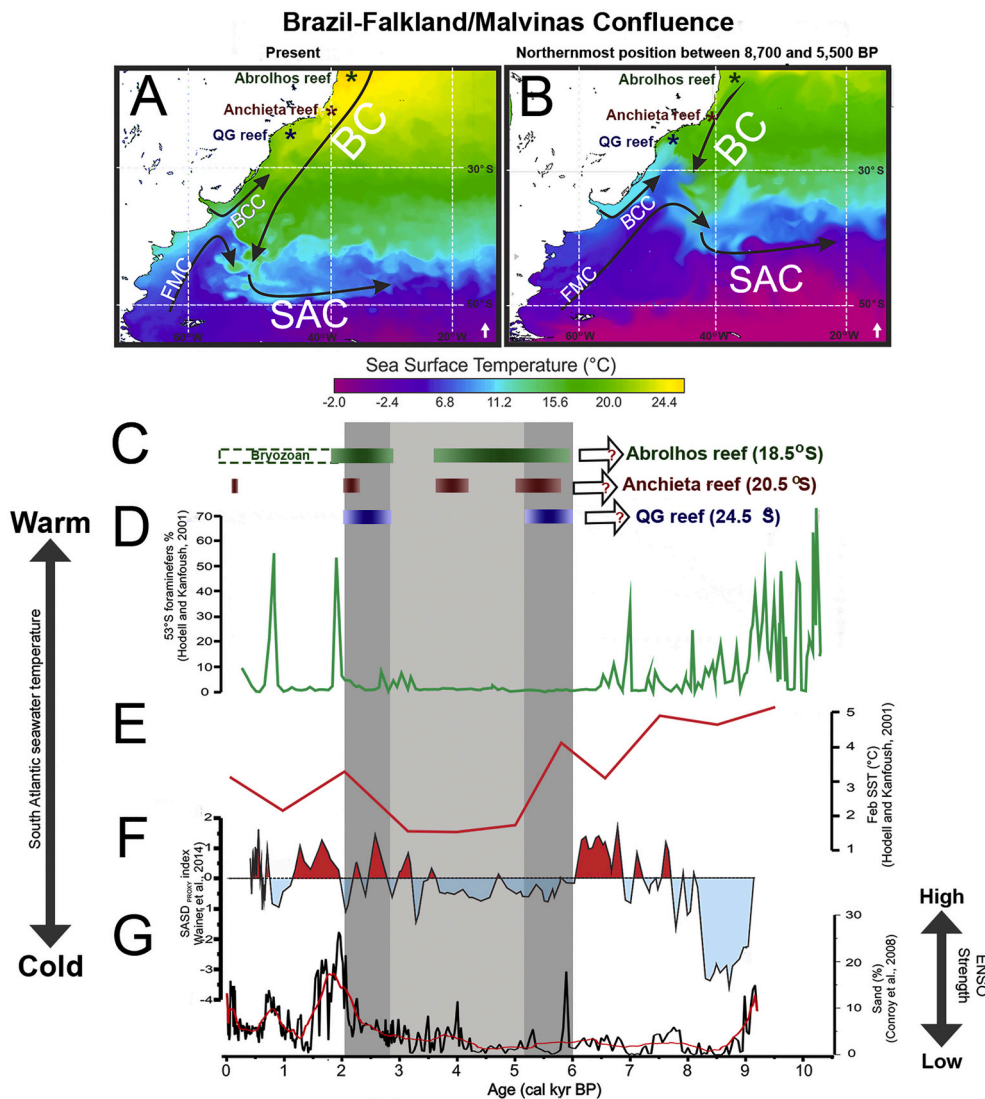 Brazil-Falkland/Malvinas Confluence
Present
Northernmost position between 8,700 and 5,500 BP
A
Abrolhos reef *
Anchieta reef *
QG reef *
BC
BCC
FMC
SAC
30° S
50° S
60°W
40°W
20°W
B
Abrolhos reef *
Anchieta reef *
QG reef *
BC
BCC
FMC
SAC
30° S
50° S
60°W
40°W
20°W
Sea Surface Temperature (°C)
-2.0 -2.4 6.8 11.2 15.6 20.0 24.4
C
Bryozoan
? Abrolhos reef (18.5°S)
? Anchieta reef (20.5 °S)
? QG reef (24.5 °S)
Warm
South Atlantic seawater temperature
Cold
D
53°S foraminefers %
(Hodell and Kanfoush, 2001)
70
60
50
40
30
20
10
0
E
5
4
3
2
1
Feb SST (°C)
(Hodell and Kanfoush, 2001)
F
SASD PROXY index
Wainer et al., 2014)
2
1
0
-1
-2
-3
-4
G
30
20
10
0
Sand (%)
(Conroy et al., 2008)
High
ENSO
Strength
Low
0 1 2 3 4 5 6 7 8 9 10
Age (cal kyr BP)